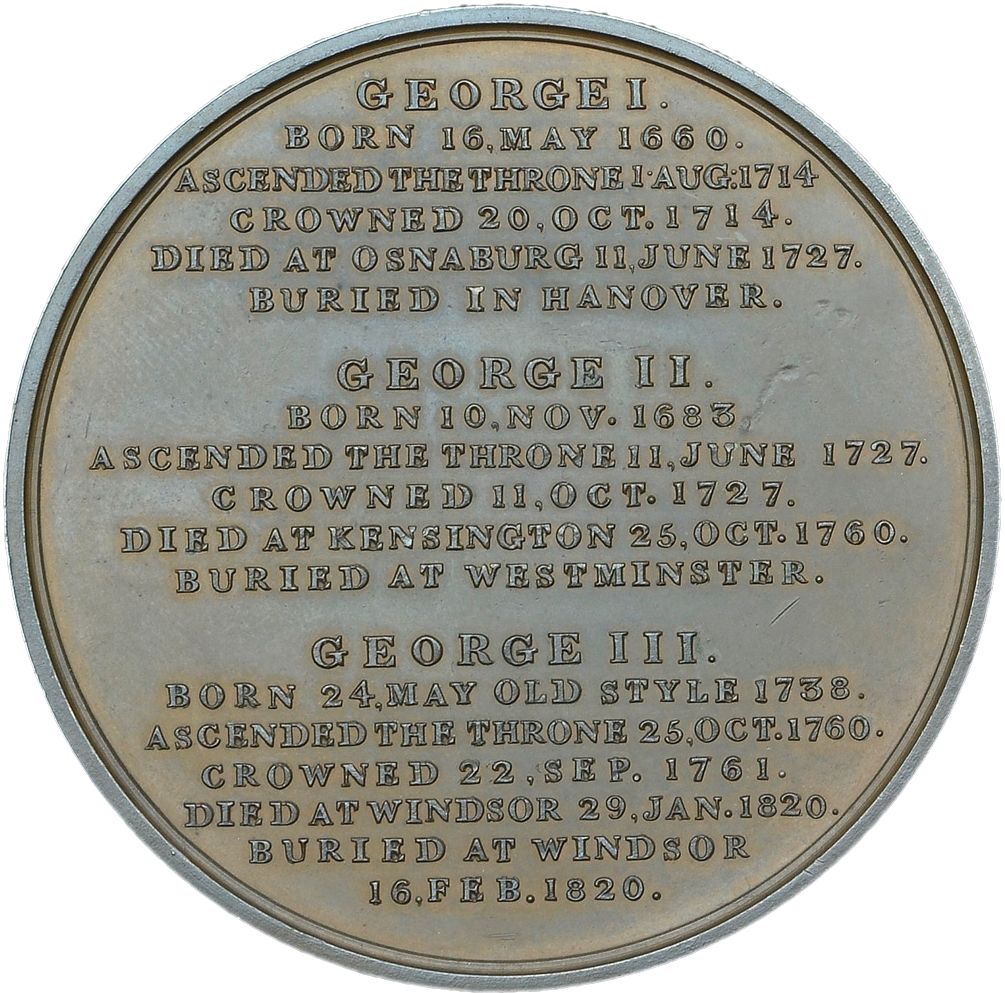 GEORGE I.
BORN 16, MAY 1660.
ASCENDED THE THRONE 1·AUG:1714
CROWNED 20, OCT. 1714.
DIED AT OSNABURG 11, JUNE 1727.
BURIED IN HANOVER.
GEORGE II.
BORN 10, NOV. 1683
ASCENDED THE THRONE 11, JUNE 1727.
CROWNED 11, OCT. 1727.
DIED AT KENSINGTON 25, OCT. 1760.
BURIED AT WESTMINSTER.
GEORGE III.
BORN 24, MAY OLD STYLE 1738.
ASCENDED THE THRONE 25, OCT. 1760.
CROWNED 22, SEP. 1761.
DIED AT WINDSOR 29, JAN. 1820.
BURIED AT WINDSOR
16, FEB. 1820.